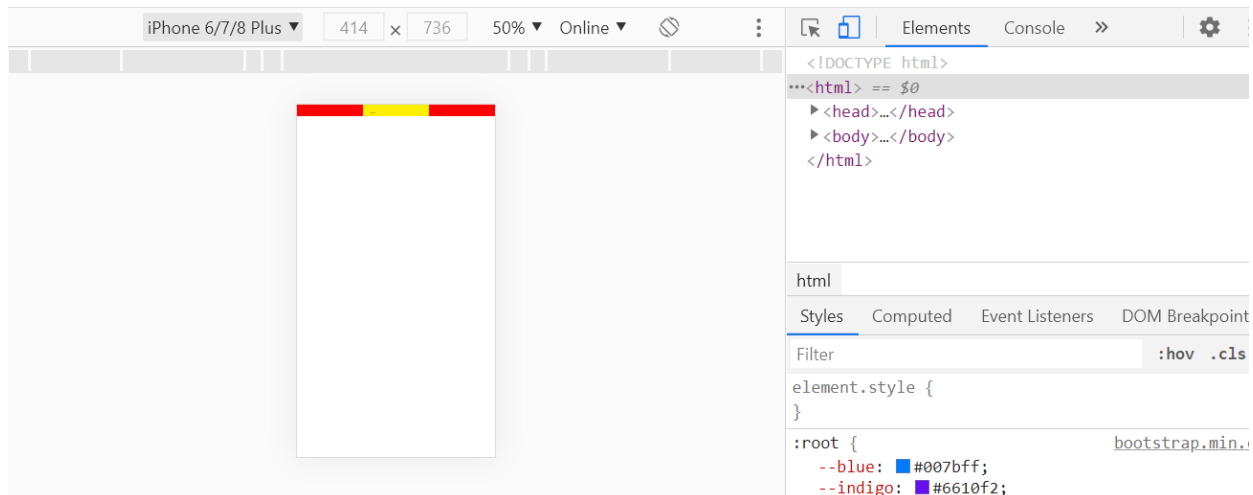 iPhone 6/7/8 Plus ▼ 414 × 736 50% ▼ Online ▼
Elements Console »
<!DOCTYPE html>
⋯<html> == $0
▶<head>…</head>
▶<body>…</body>
</html>
html
Styles Computed Event Listeners DOM Breakpoint
Filter :hov .cls
element.style {
}
:root { bootstrap.min.c
--blue: #007bff;
--indigo: #6610f2;